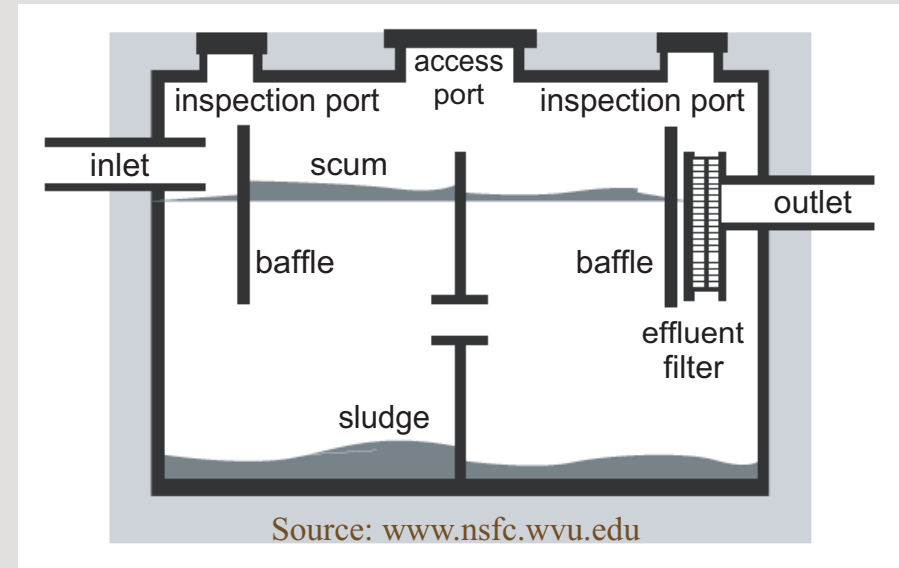 access
port
inspection port
inspection port
inlet
scum
outlet
baffle
baffle
effluent
filter
sludge
Source: www.nsfc.wvu.edu